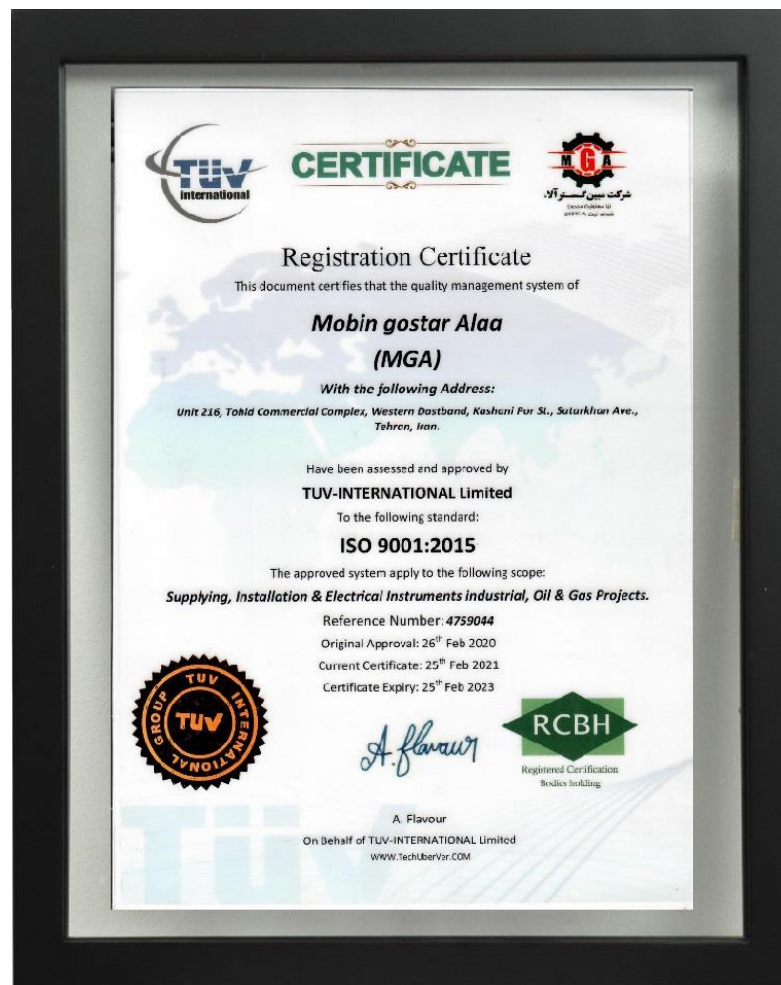 TÜV
international
CERTIFICATE
M G A
شرکت مبین گستر آلاء
Registration Certificate
This document certfies that the quality management system of
Mobin gostar Alaa
(MGA)
With the following Address:
Unit 216, Tohid Commercial Complex, Western Dastband, Kashani Pur St., Satarkhan Ave.,
Tehran, Iran.
Have been assessed and approved by
TUV-INTERNATIONAL Limited
To the following standard:
ISO 9001:2015
The approved system apply to the following scope:
Supplying, Installation & Electrical Instruments industrial, Oil & Gas Projects.
Reference Number: 4759044
Original Approval: 26th Feb 2020
Current Certificate: 25th Feb 2021
Certificate Expiry: 25th Feb 2023
TUV INTERNATIONAL GROUP
TUV
A. Flavour
RCBH
Registered Certification
Bodies holding
A. Flavour
On Behalf of TUV-INTERNATIONAL Limited
WWW.TechUberVer.COM
TÜV